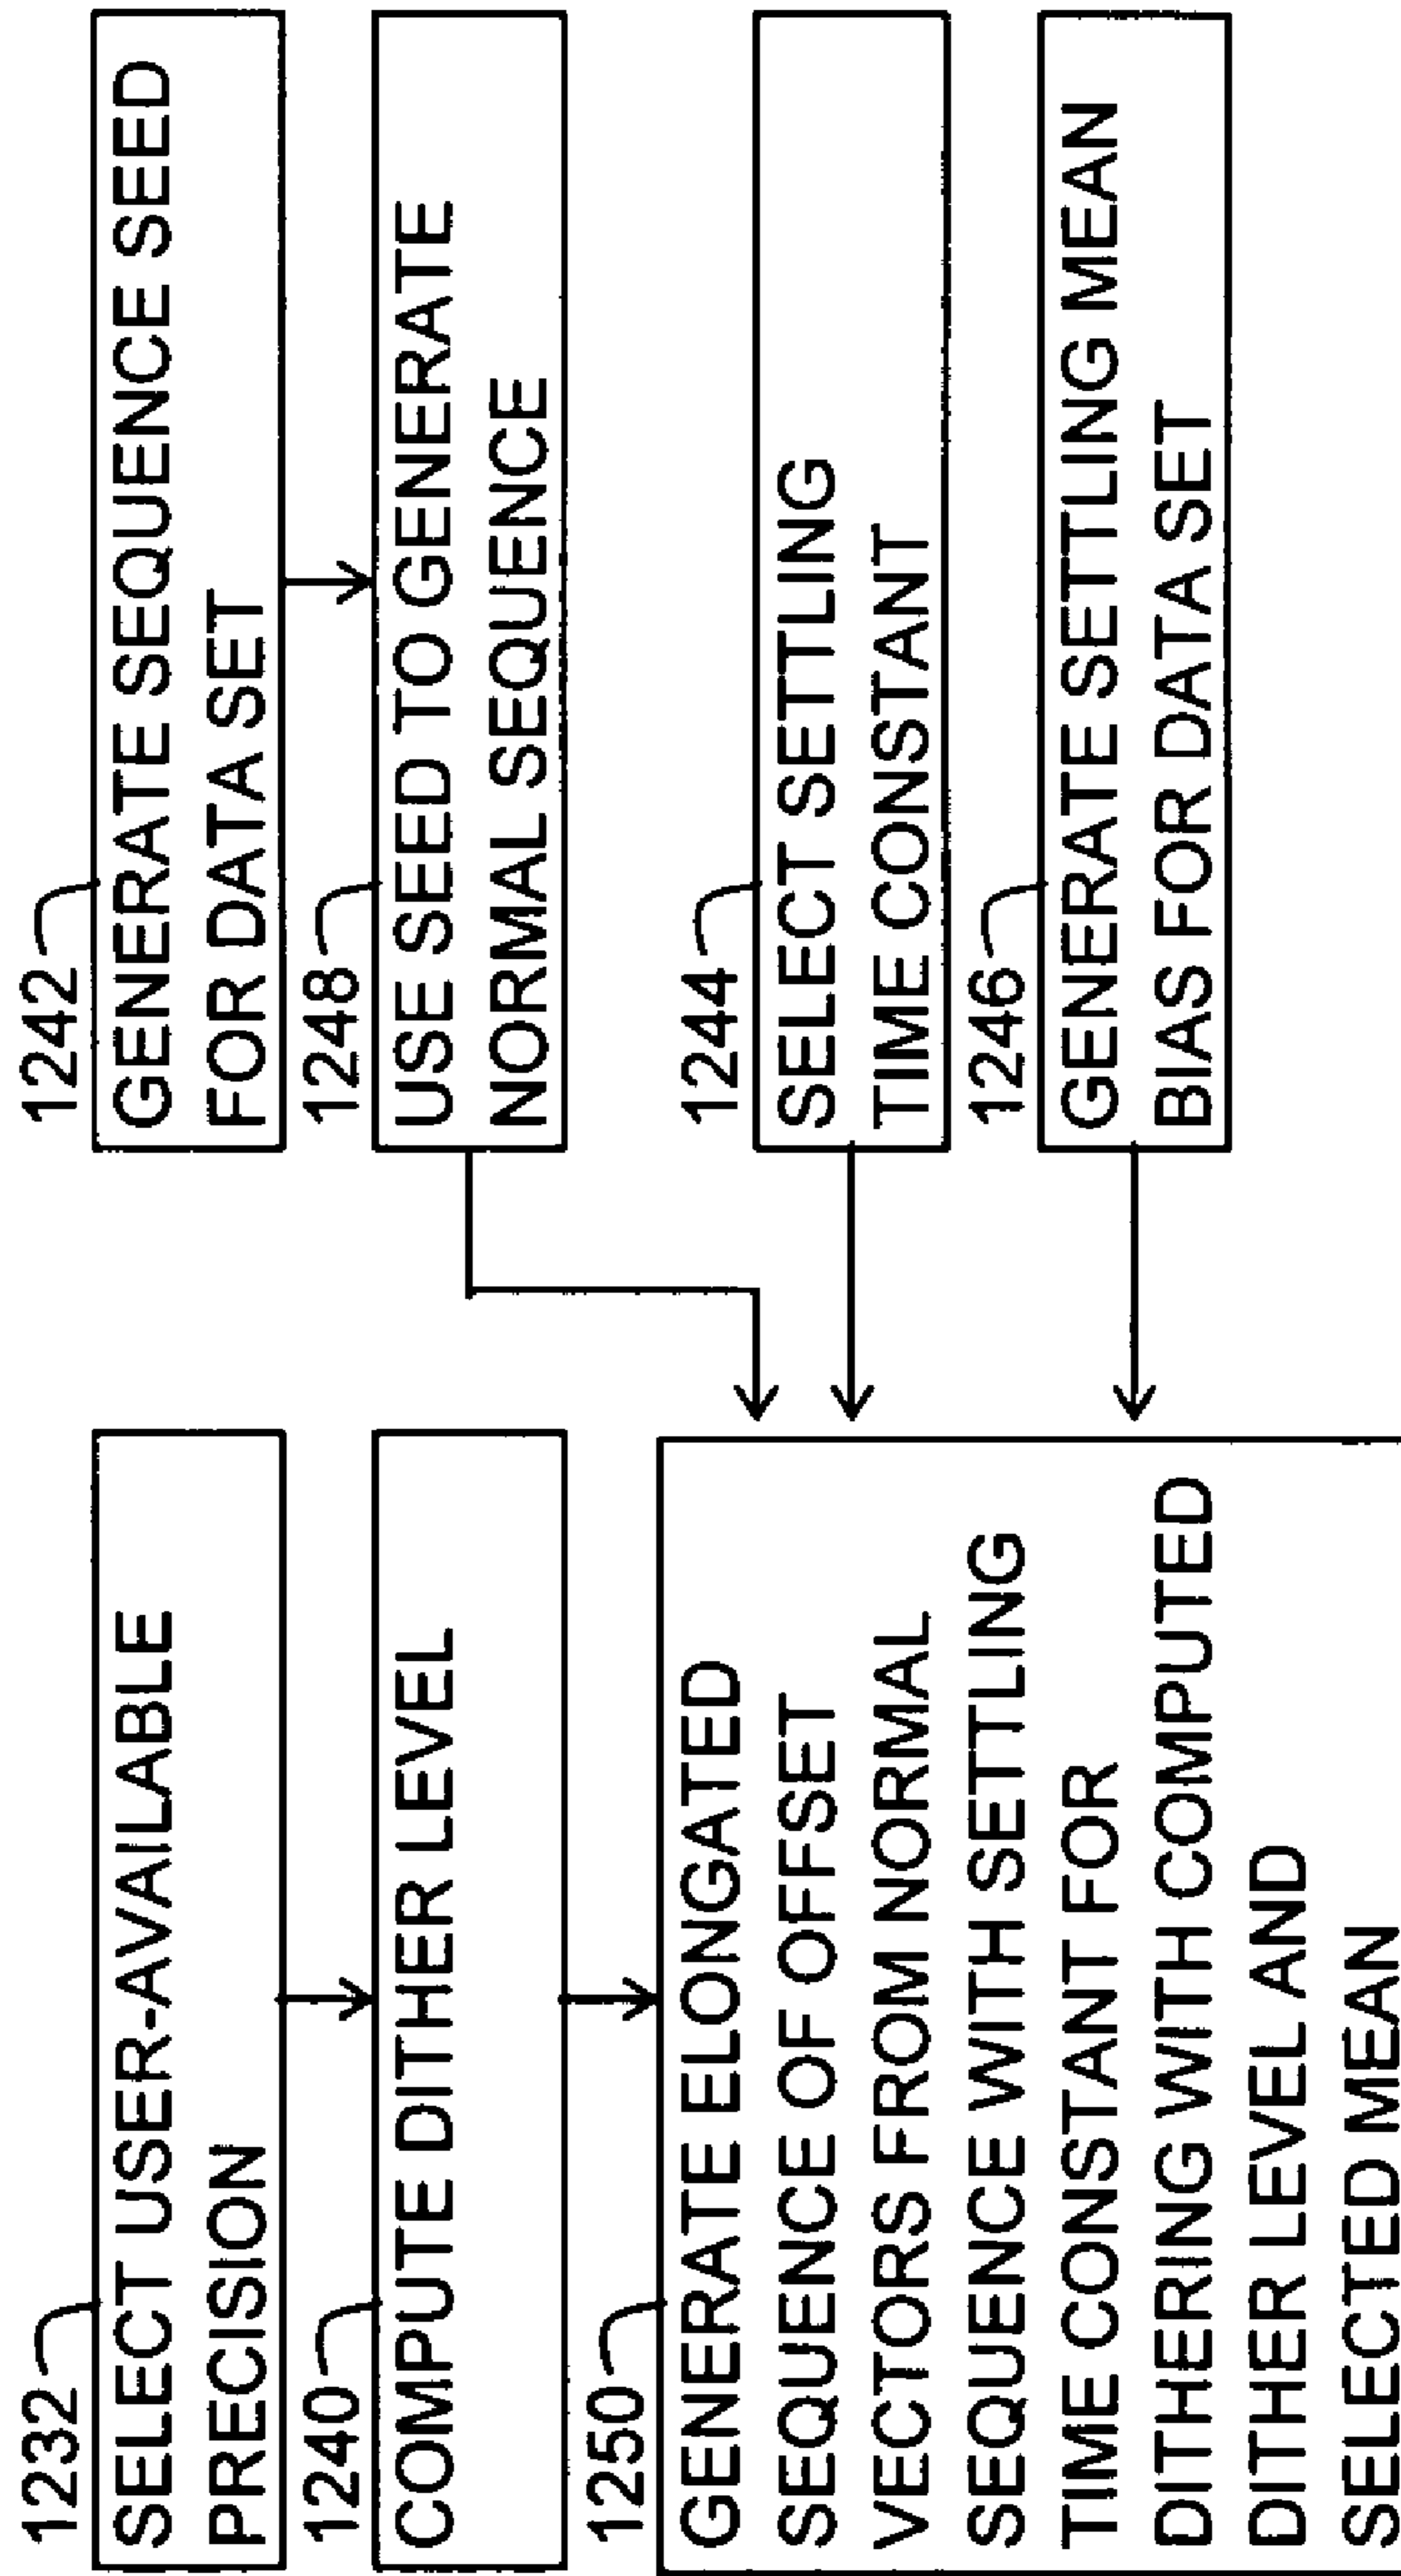 1232
SELECT USER-AVAILABLE
PRECISION
1240
COMPUTE DITHER LEVEL
1250
GENERATE ELONGATED
SEQUENCE OF OFFSET
VECTORS FROM NORMAL
SEQUENCE WITH SETTLING
TIME CONSTANT FOR
DITHERING WITH COMPUTED
DITHER LEVEL AND
SELECTED MEAN
1242
GENERATE SEQUENCE SEED
FOR DATA SET
1248
USE SEED TO GENERATE
NORMAL SEQUENCE
1244
SELECT SETTLING
TIME CONSTANT
1246
GENERATE SETTLING MEAN
BIAS FOR DATA SET